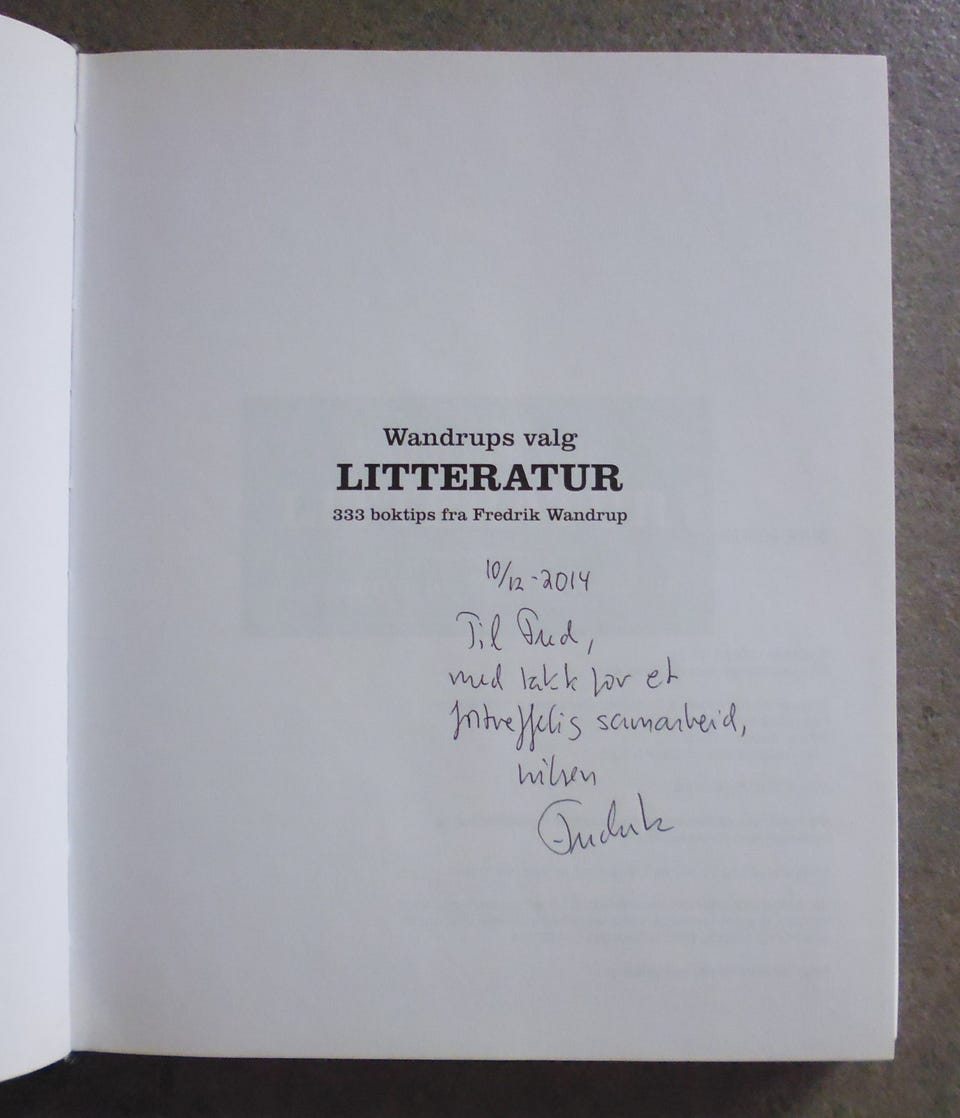 Wandrups valg
LITTERATUR
333 boktips fra Fredrik Wandrup
10/12-2014
Til
med takk for et
fortreffelig samarbeid,
hilsen
Fredrik